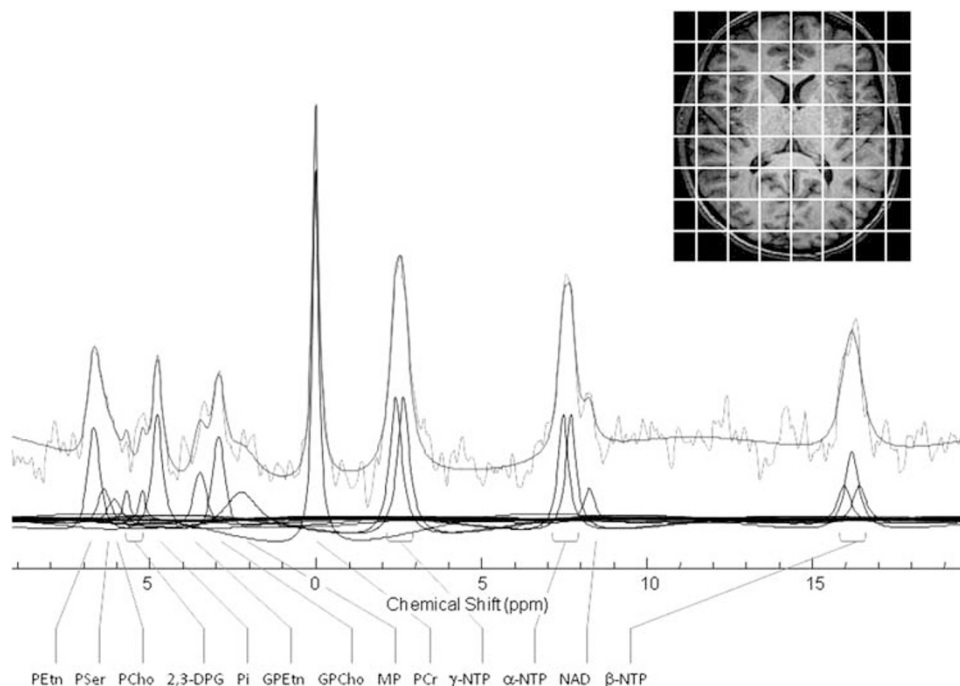 5 0 5 10 15
Chemical Shift (ppm)
PEtn PSer PCho 2,3-DPG Pi GPEtn GPCho MP PCr γ-NTP α-NTP NAD β-NTP